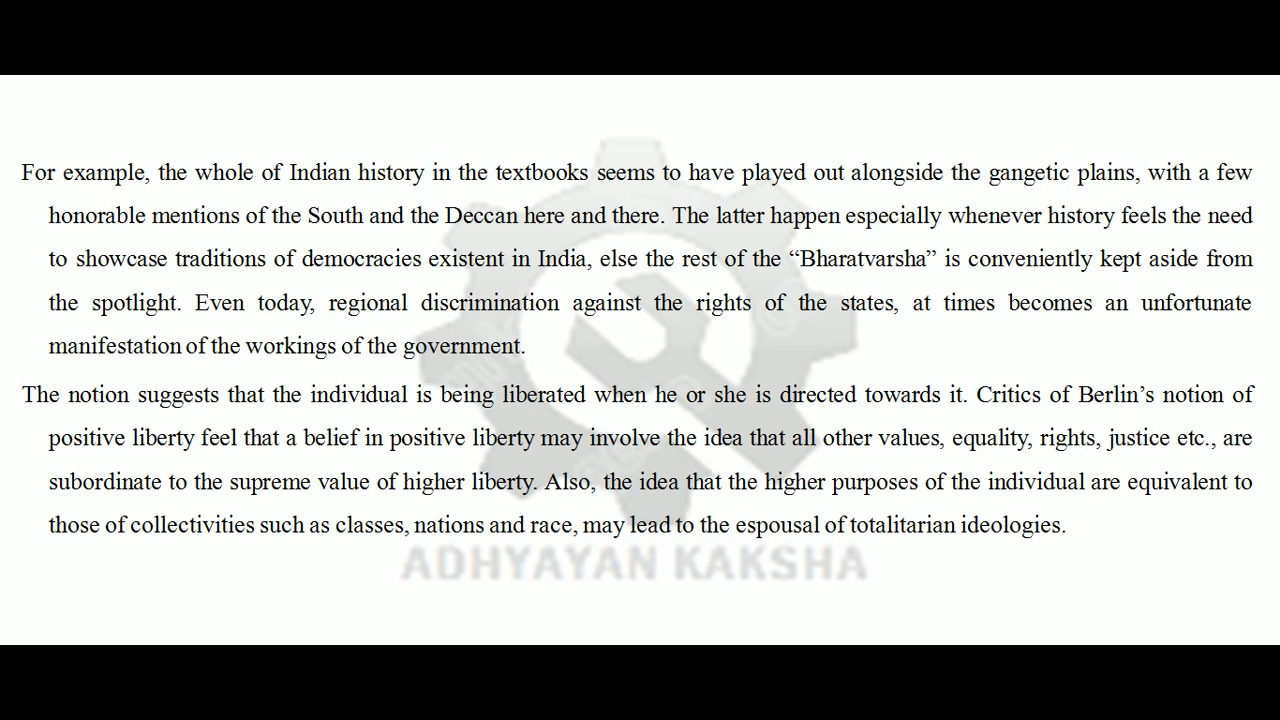 For example, the whole of Indian history in the textbooks seems to have played out alongside the gangetic plains, with a few
honorable mentions of the South and the Deccan here and there. The latter happen especially whenever history feels the need
to showcase traditions of democracies existent in India, else the rest of the “Bharatvarsha” is conveniently kept aside from
the spotlight. Even today, regional discrimination against the rights of the states, at times becomes an unfortunate
manifestation of the workings of the government.
The notion suggests that the individual is being liberated when he or she is directed towards it. Critics of Berlin’s notion of
positive liberty feel that a belief in positive liberty may involve the idea that all other values, equality, rights, justice etc., are
subordinate to the supreme value of higher liberty. Also, the idea that the higher purposes of the individual are equivalent to
those of collectivities such as classes, nations and race, may lead to the espousal of totalitarian ideologies.
ADHYAYAN KAKSHA